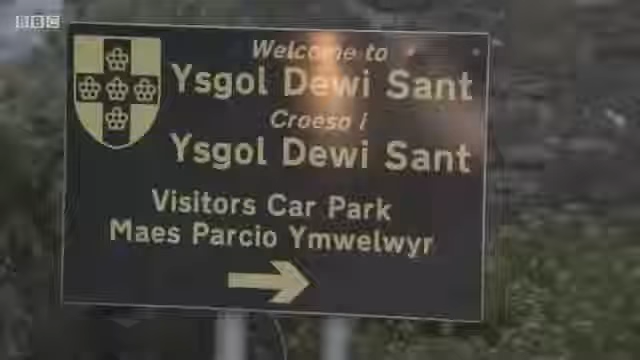 BBC
Welcome to
Ysgol Dewi Sant
Croeso i
Ysgol Dewi Sant
Visitors Car Park
Maes Parcio Ymwelwyr